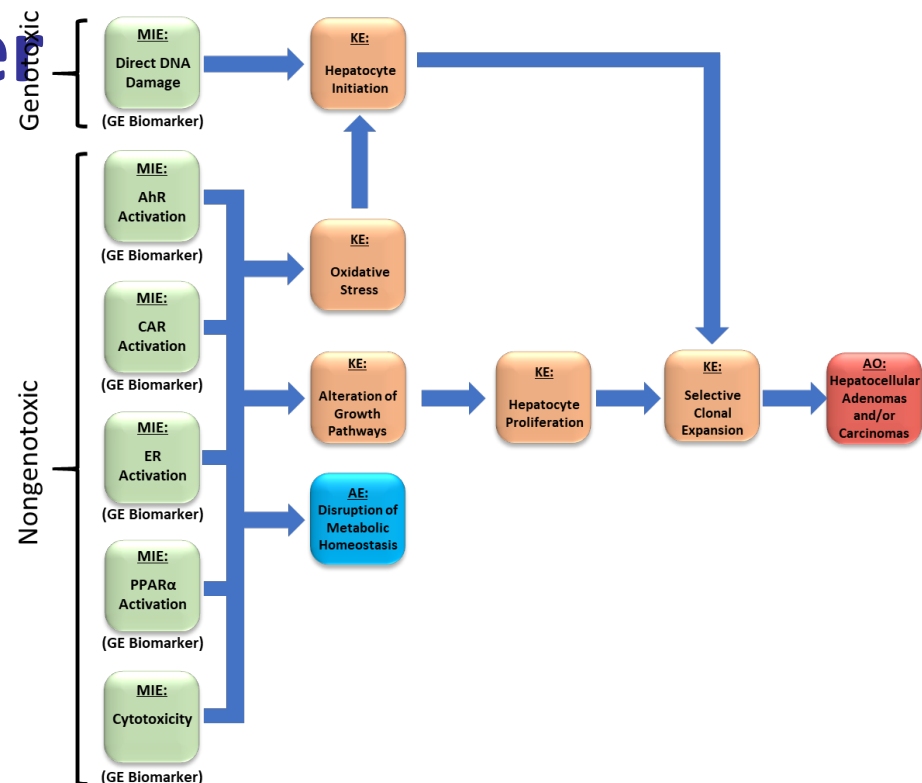 Genotoxic
MIE:
Direct DNA
Damage
(GE Biomarker)
KE:
Hepatocyte
Initiation
Nongenotoxic
MIE:
AhR
Activation
(GE Biomarker)
MIE:
CAR
Activation
(GE Biomarker)
MIE:
ER
Activation
(GE Biomarker)
MIE:
PPARα
Activation
(GE Biomarker)
MIE:
Cytotoxicity
(GE Biomarker)
KE:
Oxidative
Stress
KE:
Alteration of
Growth
Pathways
KE:
Hepatocyte
Proliferation
KE:
Selective
Clonal
Expansion
AO:
Hepatocellular
Adenomas
and/or
Carcinomas
AE:
Disruption of
Metabolic
Homeostasis